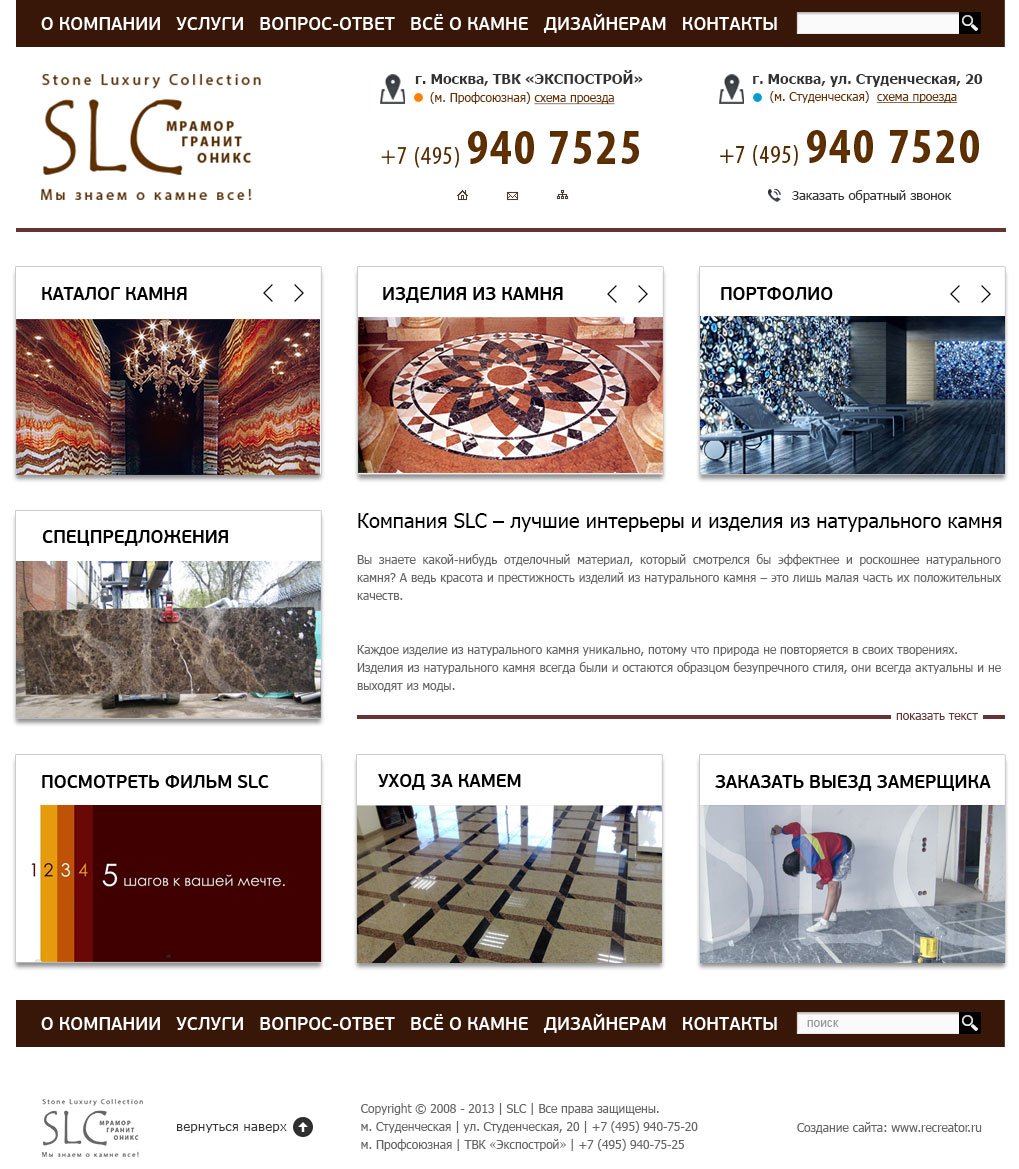 О КОМПАНИИ УСЛУГИ ВОПРОС-ОТВЕТ ВСЁ О КАМНЕ ДИЗАЙНЕРАМ КОНТАКТЫ
Stone Luxury Collection
SLC
МРАМОР
ГРАНИТ
ОНИКС
Мы знаем о камне все!
г. Москва, ТВК «ЭКСПОСТРОЙ»
(м. Профсоюзная) схема проезда
+7 (495) 940 7525
г. Москва, ул. Студенческая, 20
(м. Студенческая) схема проезда
+7 (495) 940 7520
Заказать обратный звонок
КАТАЛОГ КАМНЯ
ИЗДЕЛИЯ ИЗ КАМНЯ
ПОРТФОЛИО
СПЕЦПРЕДЛОЖЕНИЯ
SLC
Компания SLC – лучшие интерьеры и изделия из натурального камня
Вы знаете какой-нибудь отделочный материал, который смотрелся бы эффектнее и роскошнее натурального
камня? А ведь красота и престижность изделий из натурального камня – это лишь малая часть их положительных
качеств.
Каждое изделие из натурального камня уникально, потому что природа не повторяется в своих творениях.
Изделия из натурального камня всегда были и остаются образцом безупречного стиля, они всегда актуальны и не
выходят из моды.
показать текст
ПОСМОТРЕТЬ ФИЛЬМ SLC
1 2 3 4 5 шагов к вашей мечте.
УХОД ЗА КАМЕМ
ЗАКАЗАТЬ ВЫЕЗД ЗАМЕРЩИКА
SLC
О КОМПАНИИ УСЛУГИ ВОПРОС-ОТВЕТ ВСЁ О КАМНЕ ДИЗАЙНЕРАМ КОНТАКТЫ поиск
Stone Luxury Collection
SLC
МРАМОР
ГРАНИТ
ОНИКС
Мы знаем о камне все!
вернуться наверх
Copyright © 2008 - 2013 | SLC | Все права защищены.
м. Студенческая | ул. Студенческая, 20 | +7 (495) 940-75-20
м. Профсоюзная | ТВК «Экспострой» | +7 (495) 940-75-25
Создание сайта: www.recreator.ru